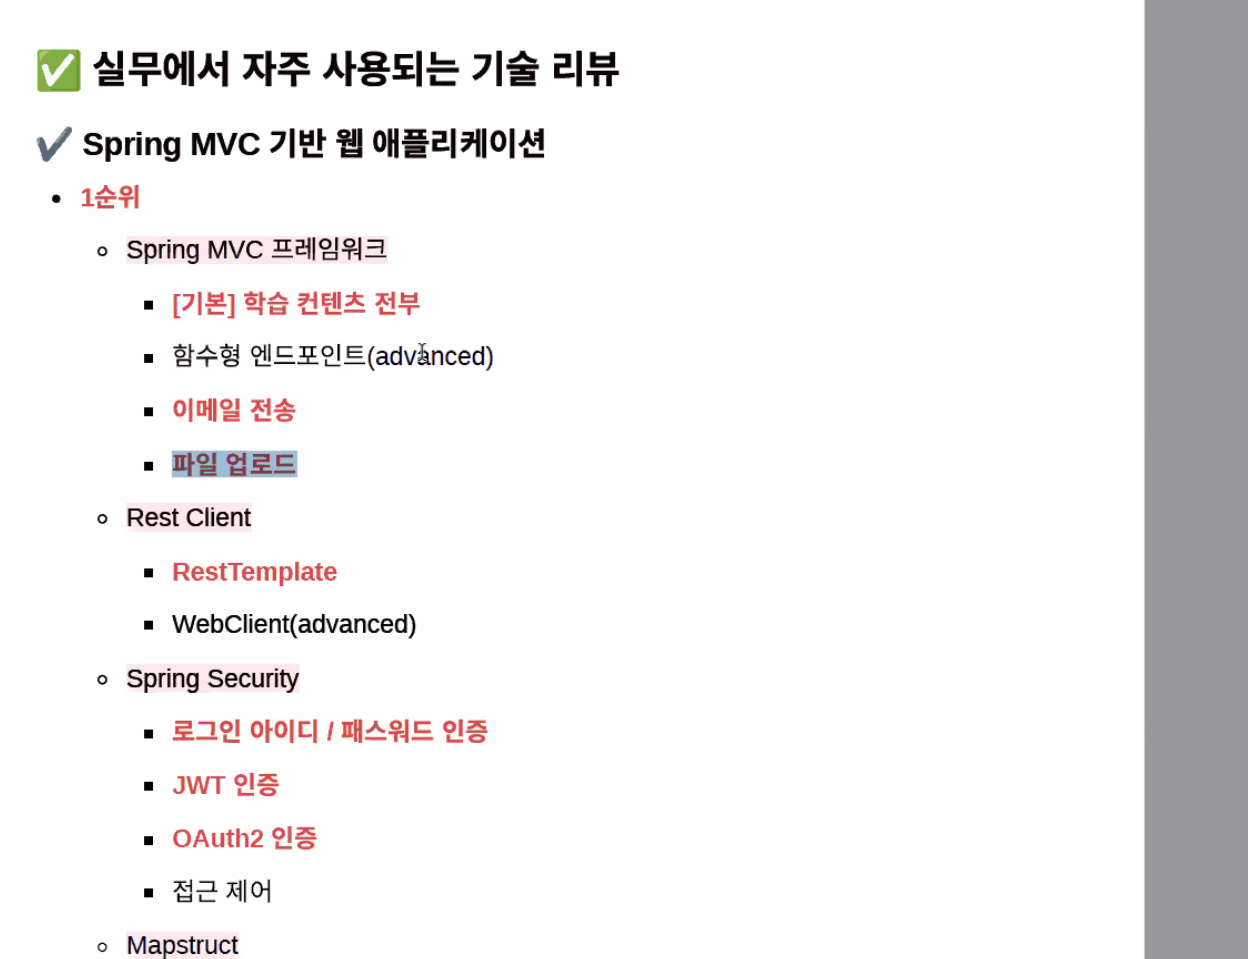 ✅ 실무에서 자주 사용되는 기술 리뷰
✔️ Spring MVC 기반 웹 애플리케이션
1순위
Spring MVC 프레임워크
[기본] 학습 컨텐츠 전부
함수형 엔드포인트(advanced)
이메일 전송
파일 업로드
Rest Client
RestTemplate
WebClient(advanced)
Spring Security
로그인 아이디 / 패스워드 인증
JWT 인증
OAuth2 인증
접근 제어
Mapstruct